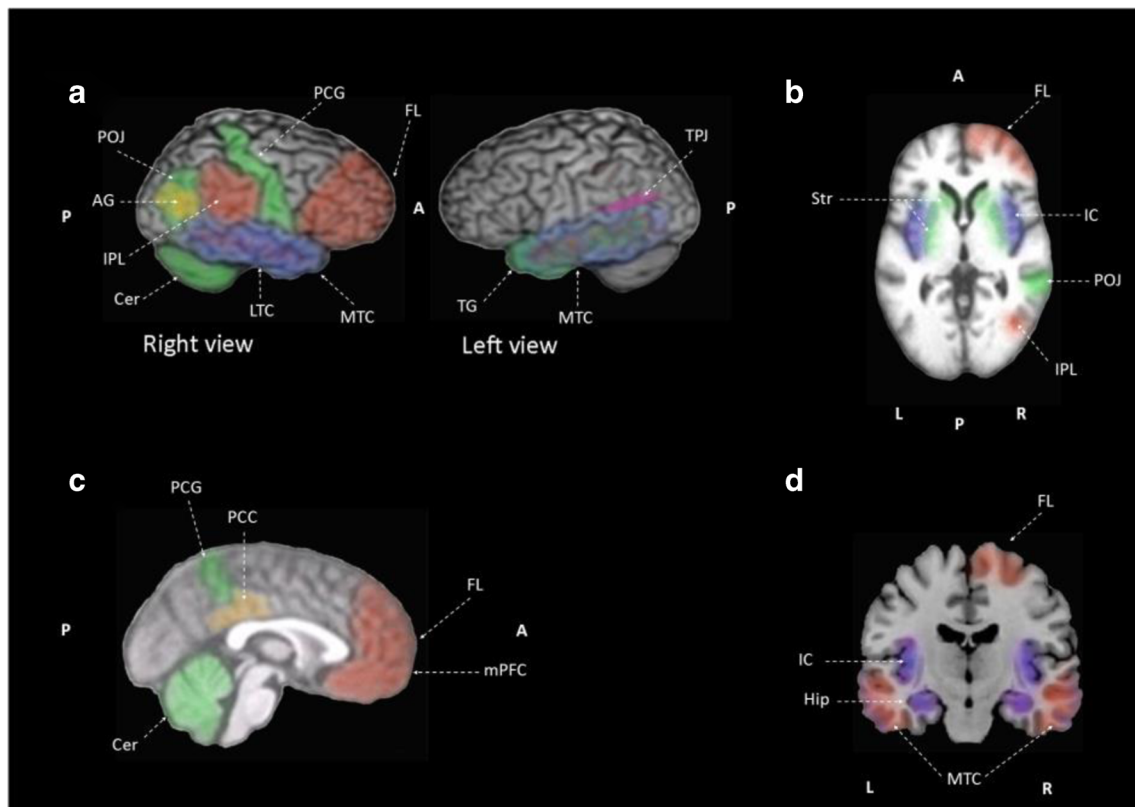 a
PCG
FL
POJ
AG
P
IPL
Cer
LTC
MTC
A
Right view
TPJ
P
TG
MTC
Left view
b
A
FL
Str
IC
POJ
IPL
L
P
R
c
PCG
PCC
FL
P
A
mPFC
Cer
d
FL
IC
Hip
MTC
L
R